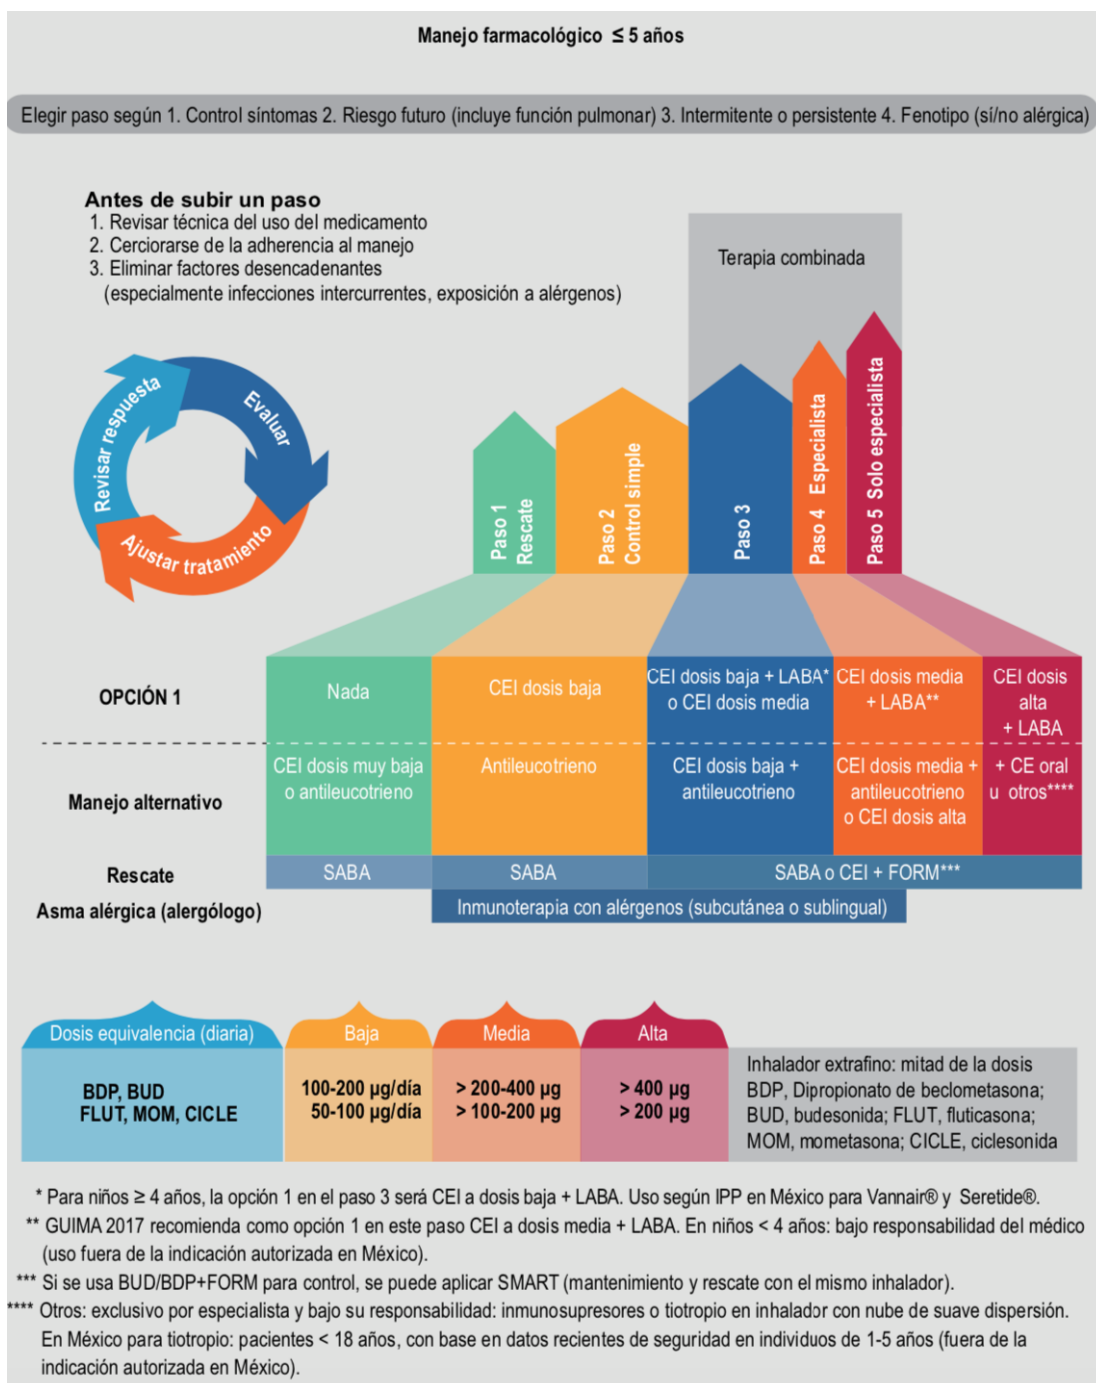 Manejo farmacológico ≤ 5 años
Elegir paso según 1. Control síntomas 2. Riesgo futuro (incluye función pulmonar) 3. Intermitente o persistente 4. Fenotipo (sí/no alérgica)
Antes de subir un paso
1. Revisar técnica del uso del medicamento
2. Cerciorarse de la adherencia al manejo
3. Eliminar factores desencadenantes
(especialmente infecciones intercurrentes, exposición a alérgenos)
Terapia combinada
Revisar respuesta
Evaluar
Ajustar tratamiento
Paso 1
Rescate
Paso 2
Control simple
Paso 3
Paso 4 Especialista
Paso 5 Solo especialista
OPCIÓN 1
Nada
CEI dosis baja
CEI dosis baja + LABA*
o CEI dosis media
CEI dosis media
+ LABA**
CEI dosis
alta
+ LABA
Manejo alternativo
CEI dosis muy baja
o antileucotrieno
Antileucotrieno
CEI dosis baja +
antileucotrieno
CEI dosis media +
antileucotrieno
o CEI dosis alta
+ CE oral
u otros****
Rescate
SABA
SABA
SABA o CEI + FORM***
Asma alérgica (alergólogo)
Inmunoterapia con alérgenos (subcutánea o sublingual)
Dosis equivalencia (diaria)
Baja
Media
Alta
BDP, BUD
FLUT, MOM, CICLE
100-200 µg/día
50-100 µg/día
> 200-400 µg
> 100-200 µg
> 400 µg
> 200 µg
Inhalador extrafino: mitad de la dosis
BDP, Dipropionato de beclometasona;
BUD, budesonida; FLUT, fluticasona;
MOM, mometasona; CICLE, ciclesonida
* Para niños ≥ 4 años, la opción 1 en el paso 3 será CEI a dosis baja + LABA. Uso según IPP en México para Vannair® y Seretide®.
** GUIMA 2017 recomienda como opción 1 en este paso CEI a dosis media + LABA. En niños < 4 años: bajo responsabilidad del médico
(uso fuera de la indicación autorizada en México).
*** Si se usa BUD/BDP+FORM para control, se puede aplicar SMART (mantenimiento y rescate con el mismo inhalador).
**** Otros: exclusivo por especialista y bajo su responsabilidad: inmunosupresores o tiotropio en inhalador con nube de suave dispersión.
En México para tiotropio: pacientes < 18 años, con base en datos recientes de seguridad en individuos de 1-5 años (fuera de la
indicación autorizada en México).